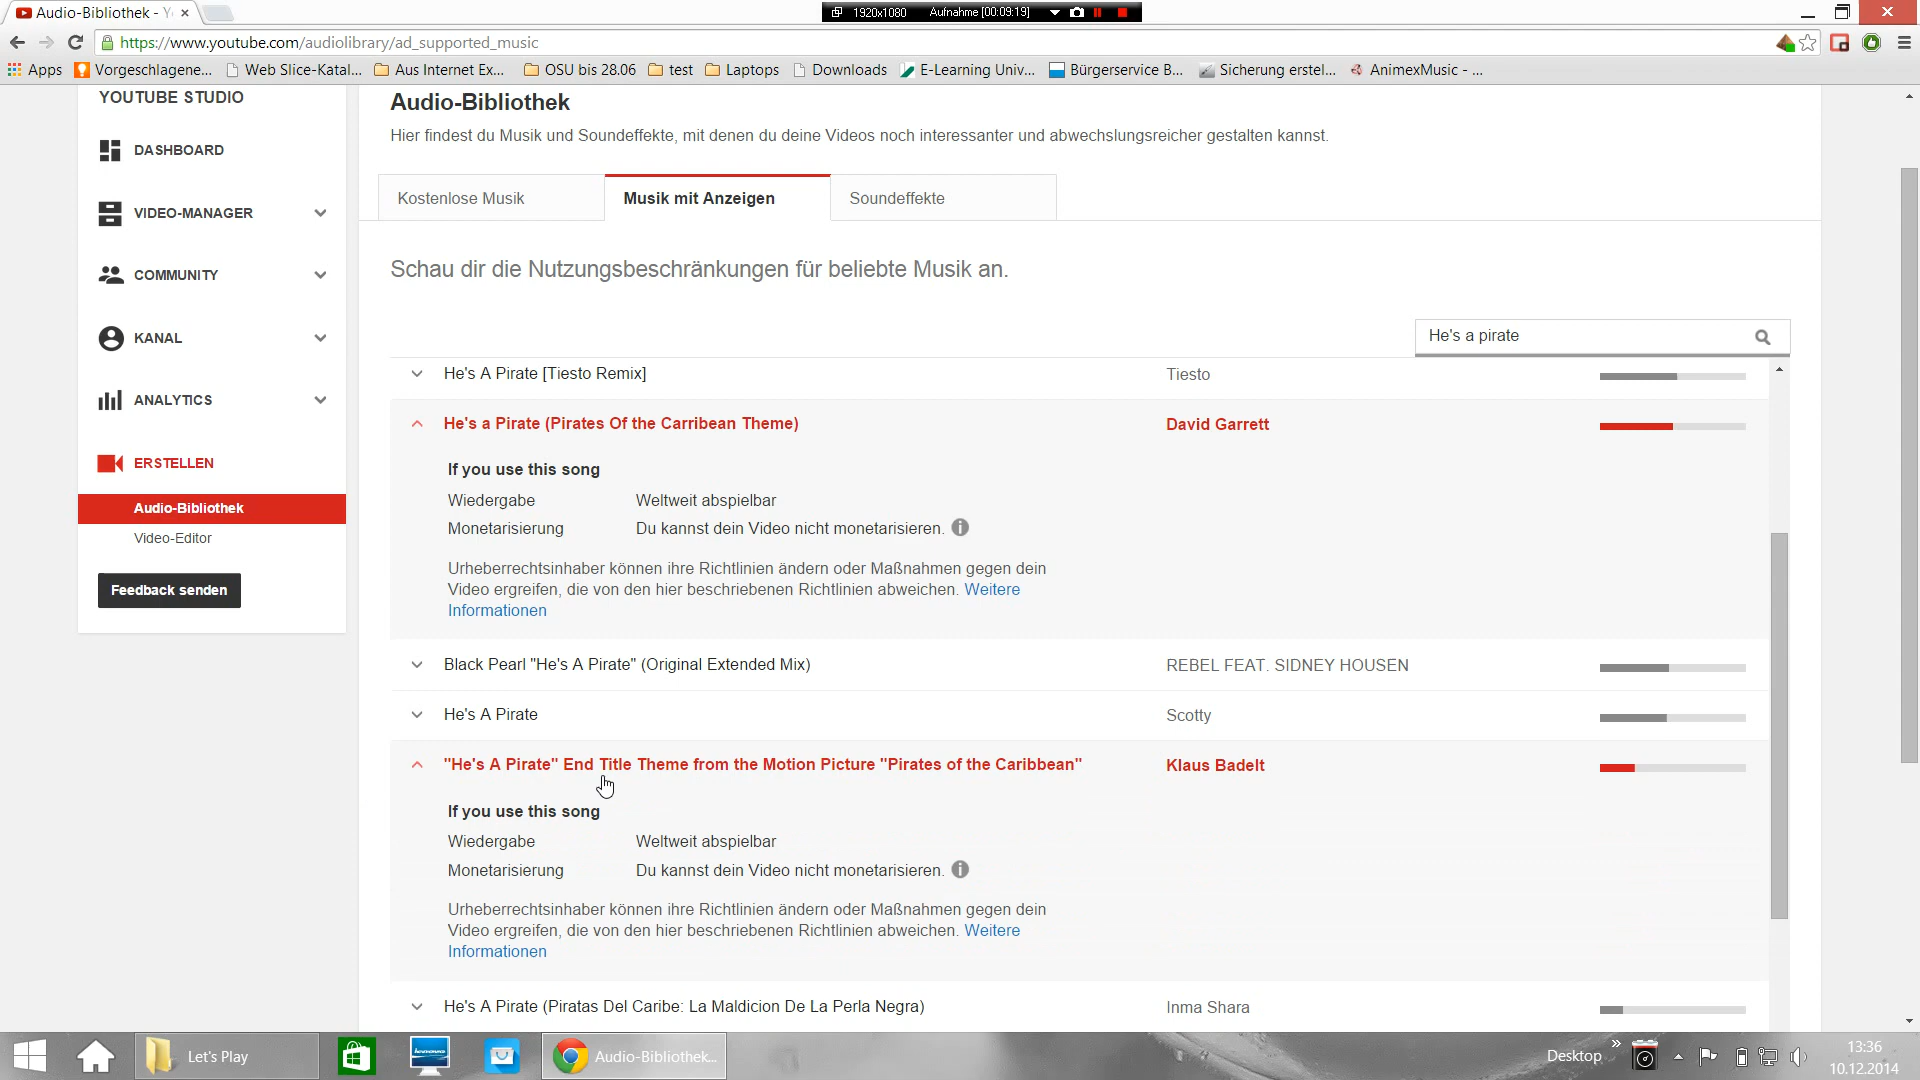 Audio-Bibliothek - Y
1920x1080 Aufnahme [00:09:19]
https://www.youtube.com/audiolibrary/ad_supported_music
Apps Vorgeschlagene... Web Slice-Katal... Aus Internet Ex... OSU bis 28.06 test Laptops Downloads E-Learning Univ... Bürgerservice B... Sicherung erstel... AnimexMusic - ...
YOUTUBE STUDIO
DASHBOARD
VIDEO-MANAGER
COMMUNITY
KANAL
ANALYTICS
ERSTELLEN
Audio-Bibliothek
Video-Editor
Feedback senden
Audio-Bibliothek
Hier findest du Musik und Soundeffekte, mit denen du deine Videos noch interessanter und abwechslungsreicher gestalten kannst.
Kostenlose Musik Musik mit Anzeigen Soundeffekte
Schau dir die Nutzungsbeschränkungen für beliebte Musik an.
He's a pirate
He's A Pirate [Tiesto Remix] Tiesto
He's a Pirate (Pirates Of the Carribean Theme) David Garrett
If you use this song
Wiedergabe Weltweit abspielbar
Monetarisierung Du kannst dein Video nicht monetarisieren.
Urheberrechtsinhaber können ihre Richtlinien ändern oder Maßnahmen gegen dein
Video ergreifen, die von den hier beschriebenen Richtlinien abweichen. Weitere
Informationen
Black Pearl "He's A Pirate" (Original Extended Mix) REBEL FEAT. SIDNEY HOUSEN
He's A Pirate Scotty
"He's A Pirate" End Title Theme from the Motion Picture "Pirates of the Caribbean" Klaus Badelt
If you use this song
Wiedergabe Weltweit abspielbar
Monetarisierung Du kannst dein Video nicht monetarisieren.
Urheberrechtsinhaber können ihre Richtlinien ändern oder Maßnahmen gegen dein
Video ergreifen, die von den hier beschriebenen Richtlinien abweichen. Weitere
Informationen
He's A Pirate (Piratas Del Caribe: La Maldicion De La Perla Negra) Inma Shara
Let's Play
Audio-Bibliothek...
Desktop
13:36
10.12.2014